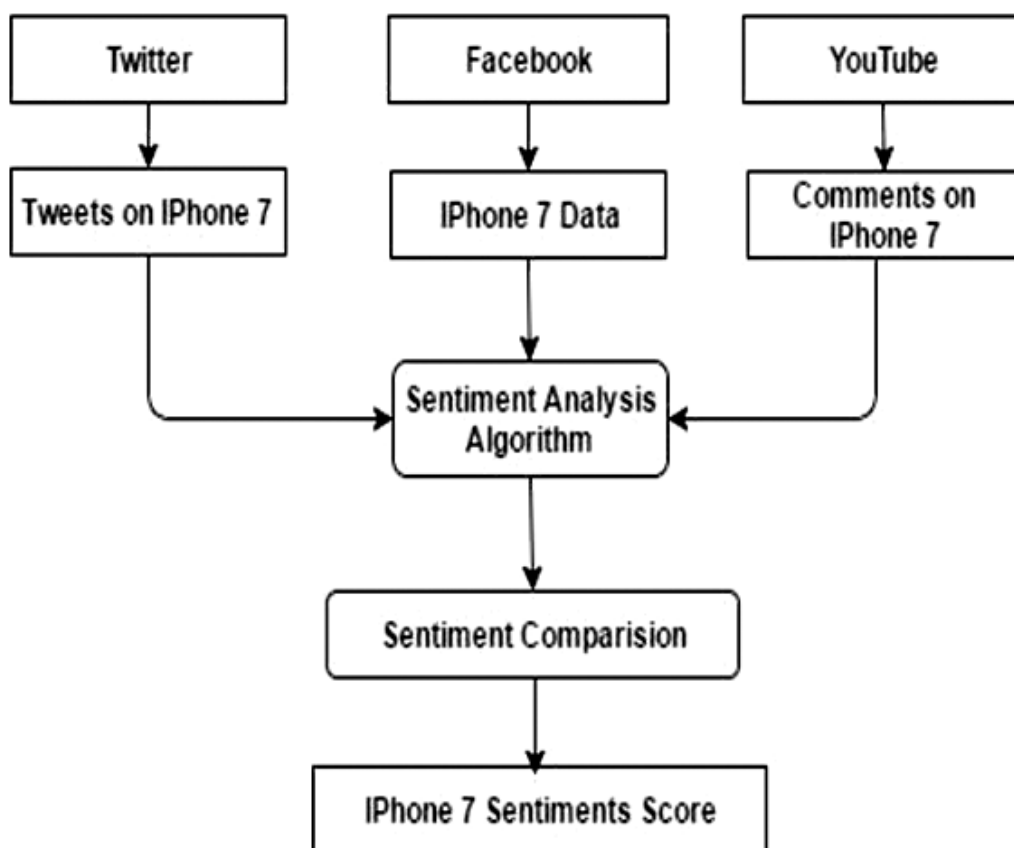 Twitter
Facebook
YouTube
Tweets on IPhone 7
IPhone 7 Data
Comments on
IPhone 7
Sentiment Analysis
Algorithm
Sentiment Comparision
IPhone 7 Sentiments Score